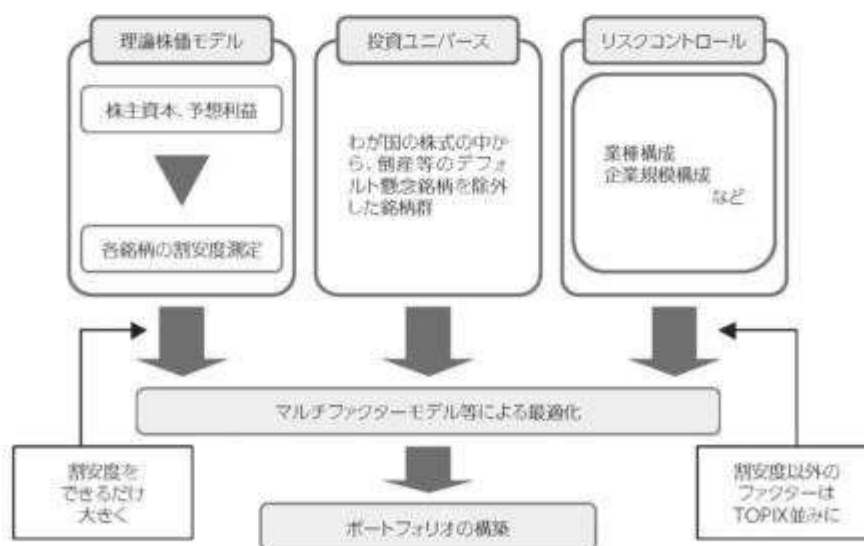 理論株価モデル
株主資本、予想利益
各銘柄の割安度測定
投資ユニバース
わが国の株式の中か
ら、倒産等のデフォ
ルト懸念銘柄を除外
した銘柄群
リスクコントロール
業種構成
企業規模構成
など
マルチファクターモデル等による最適化
割安度を
できるだけ
大きく
割安度以外の
ファクターは
TOPIX並みに
ポートフォリオの構築